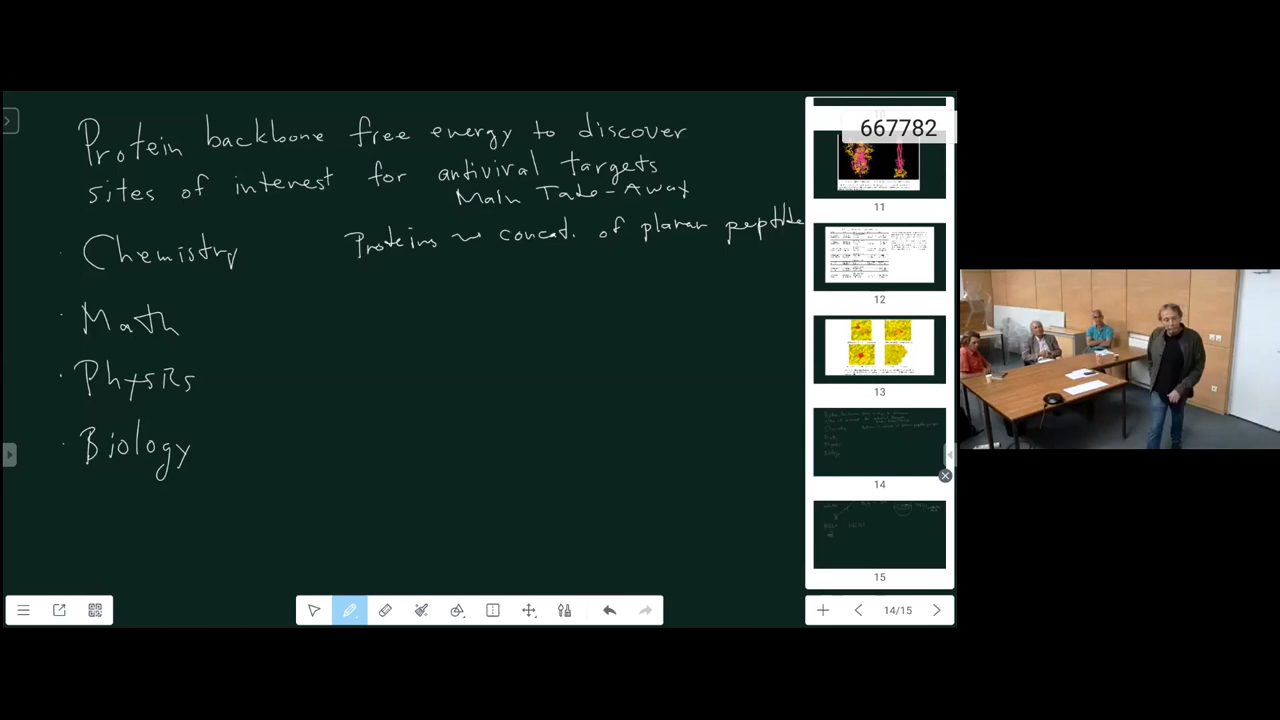 Protein backbone free energy to discover
sites of interest for antiviral targets
Main Take-Away
Proteins as concat. of planar peptide
· Chemistry
· Math
· Physics
· Biology
667782
11
12
13
14
15
14/15